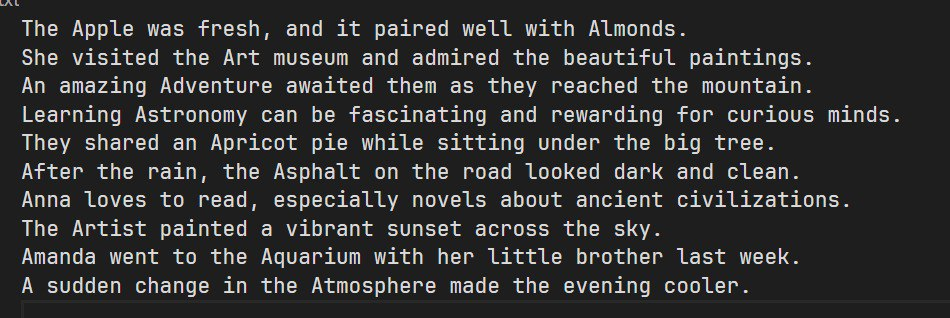 The Apple was fresh, and it paired well with Almonds.
She visited the Art museum and admired the beautiful paintings.
An amazing Adventure awaited them as they reached the mountain.
Learning Astronomy can be fascinating and rewarding for curious minds.
They shared an Apricot pie while sitting under the big tree.
After the rain, the Asphalt on the road looked dark and clean.
Anna loves to read, especially novels about ancient civilizations.
The Artist painted a vibrant sunset across the sky.
Amanda went to the Aquarium with her little brother last week.
A sudden change in the Atmosphere made the evening cooler.